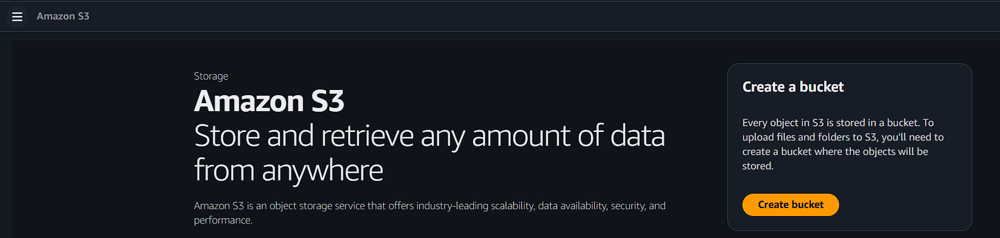 Amazon S3
Storage
Amazon S3
Store and retrieve any amount of data
from anywhere
Amazon S3 is an object storage service that offers industry-leading scalability, data availability, security, and
performance.
Create a bucket
Every object in S3 is stored in a bucket. To
upload files and folders to S3, you'll need to
create a bucket where the objects will be
stored.
Create bucket